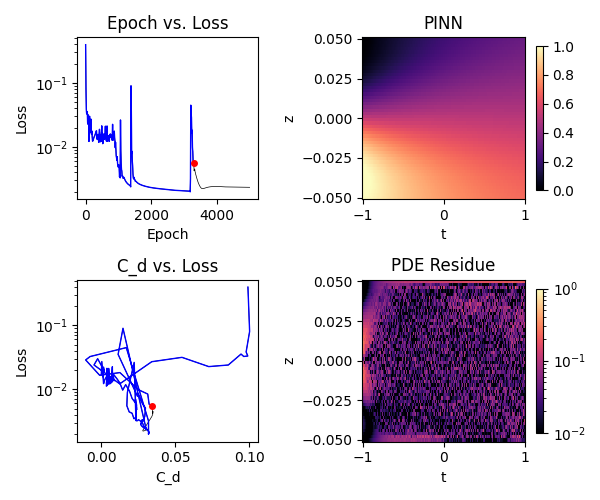 Epoch vs. Loss
10⁻¹
10⁻²
Loss
0
2000
4000
Epoch
PINN
0.050
0.025
0.000
−0.025
−0.050
z
−1
0
1
t
1.0
0.8
0.6
0.4
0.2
0.0
C_d vs. Loss
10⁻¹
10⁻²
Loss
0.00
0.05
0.10
C_d
PDE Residue
0.050
0.025
0.000
−0.025
−0.050
z
−1
0
1
t
10⁰
10⁻¹
10⁻²